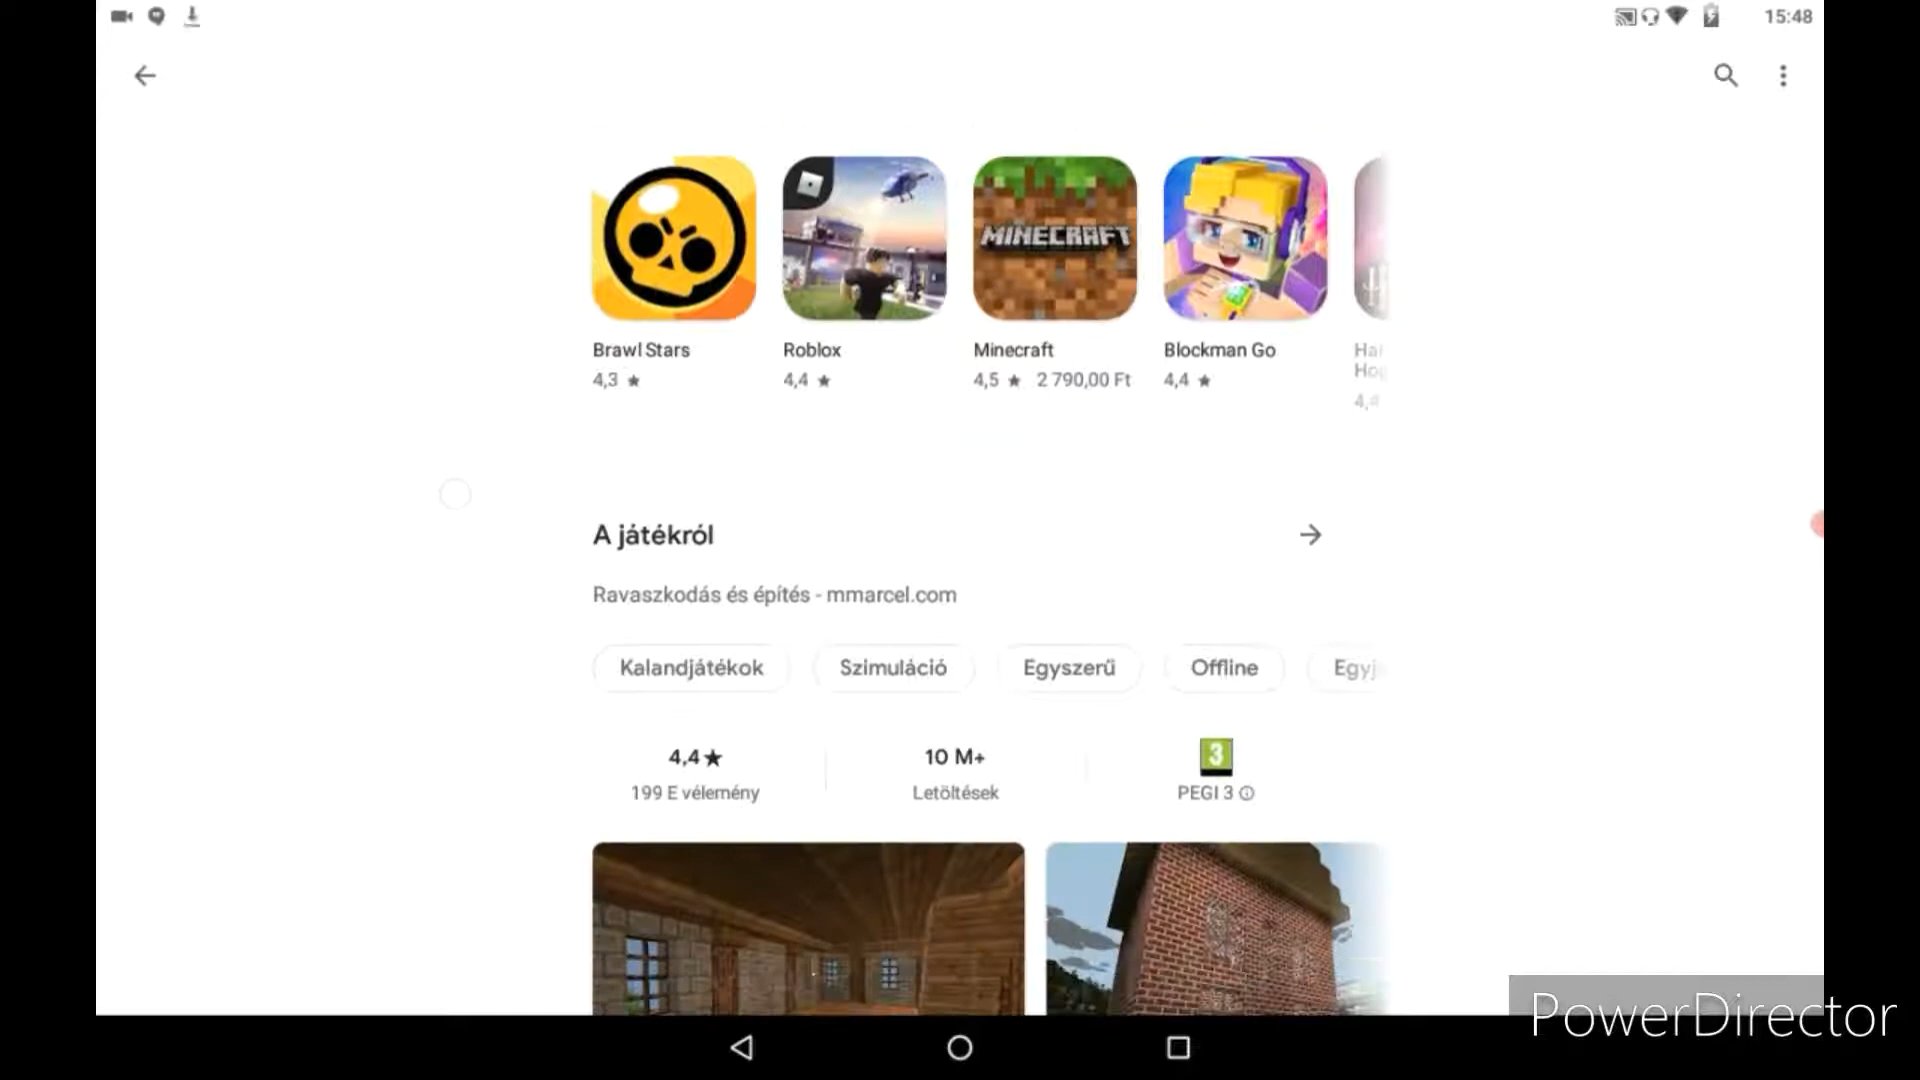 15:48
MINECRAFT
Brawl Stars
Roblox
Minecraft
Blockman Go
4,3 ★
4,4 ★
4,5 ★ 2 790,00 Ft
4,4 ★
A játékról
Ravaszkodás és építés - mmarcel.com
Kalandjátékok
Szimuláció
Egyszerű
Offline
4,4★
10 M+
3
199 E vélemény
Letöltések
PEGI 3
PowerDirector